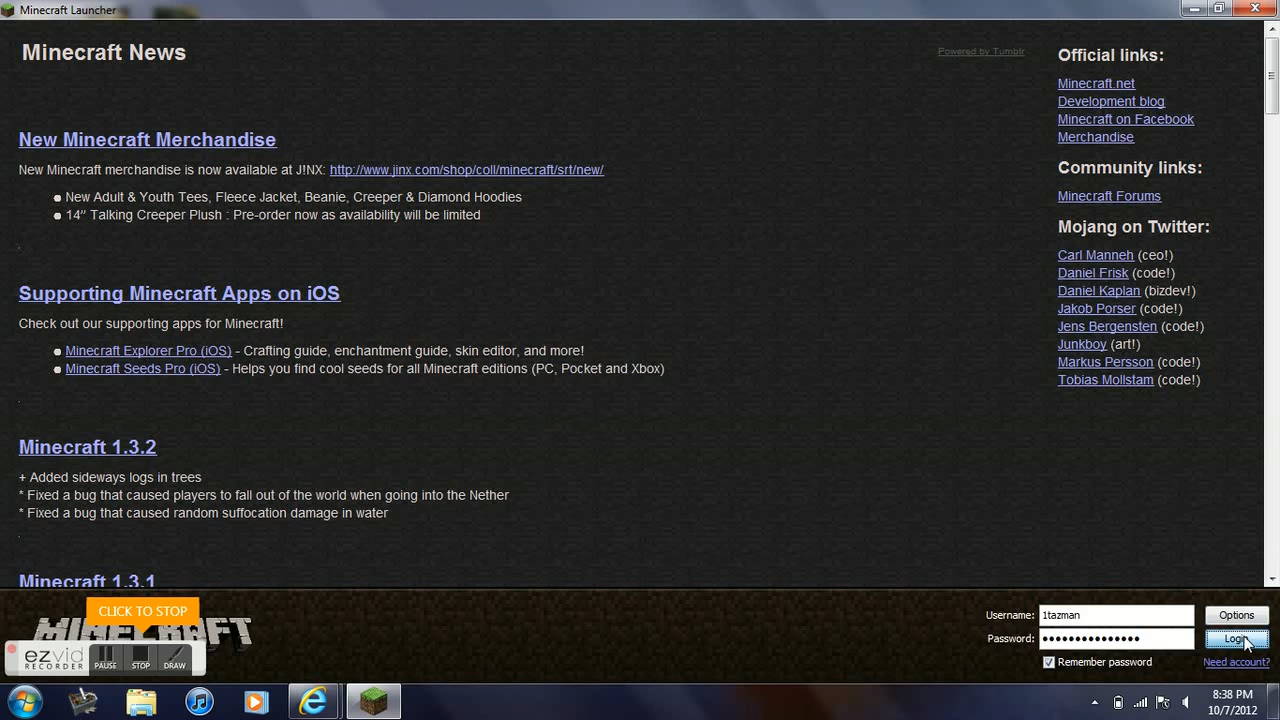 Minecraft Launcher
Minecraft News
Powered by Tumblr
New Minecraft Merchandise
New Minecraft merchandise is now available at J!NX: http://www.jinx.com/shop/coll/minecraft/srt/new/
● New Adult & Youth Tees, Fleece Jacket, Beanie, Creeper & Diamond Hoodies
● 14” Talking Creeper Plush : Pre-order now as availability will be limited
.
Supporting Minecraft Apps on iOS
Check out our supporting apps for Minecraft!
● Minecraft Explorer Pro (iOS) - Crafting guide, enchantment guide, skin editor, and more!
● Minecraft Seeds Pro (iOS) - Helps you find cool seeds for all Minecraft editions (PC, Pocket and Xbox)
.
Minecraft 1.3.2
+ Added sideways logs in trees
* Fixed a bug that caused players to fall out of the world when going into the Nether
* Fixed a bug that caused random suffocation damage in water
.
Minecraft 1.3.1
Official links:
Minecraft.net
Development blog
Minecraft on Facebook
Merchandise
Community links:
Minecraft Forums
Mojang on Twitter:
Carl Manneh (ceo!)
Daniel Frisk (code!)
Daniel Kaplan (bizdev!)
Jakob Porser (code!)
Jens Bergensten (code!)
Junkboy (art!)
Markus Persson (code!)
Tobias Mollstam (code!)
CLICK TO STOP
MINECRAFT
ezvid
RECORDER
PAUSE
STOP
DRAW
Username: 1tazman
Options
Password: ●●●●●●●●●●●●●●●
Login
Remember password
Need account?
8:38 PM
10/7/2012